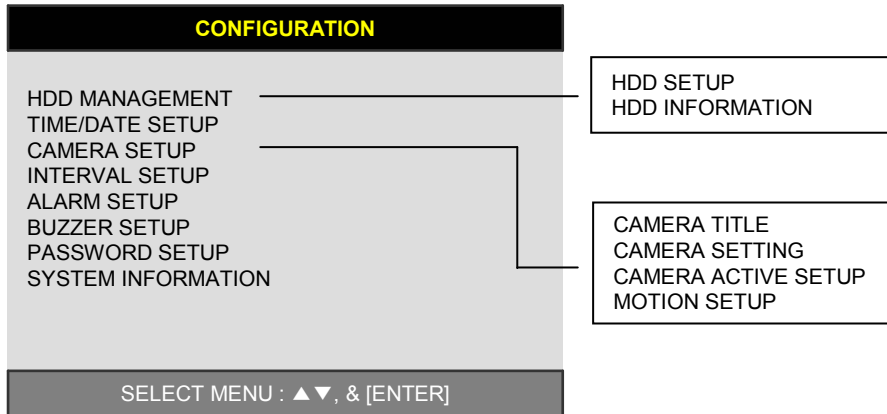 CONFIGURATION
HDD MANAGEMENT
TIME/DATE SETUP
CAMERA SETUP
INTERVAL SETUP
ALARM SETUP
BUZZER SETUP
PASSWORD SETUP
SYSTEM INFORMATION
SELECT MENU : ▲▼, & [ENTER]
HDD SETUP
HDD INFORMATION
CAMERA TITLE
CAMERA SETTING
CAMERA ACTIVE SETUP
MOTION SETUP